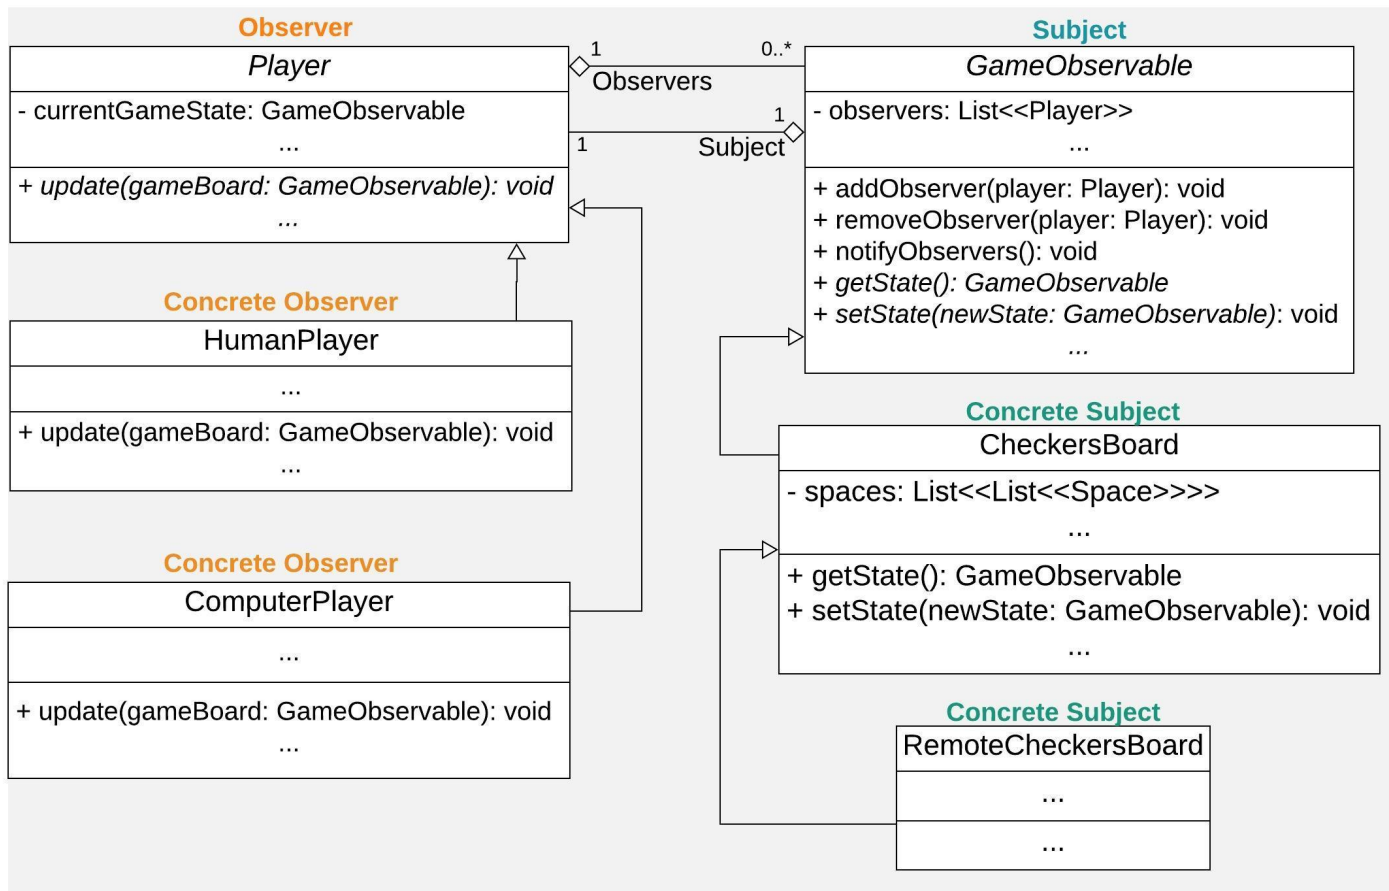 Observer
Player
- currentGameState: GameObservable
...
+ update(gameBoard: GameObservable): void
...
1
0..*
Observers
1
1
Subject
Subject
GameObservable
- observers: List<<Player>>
...
+ addObserver(player: Player): void
+ removeObserver(player: Player): void
+ notifyObservers(): void
+ getState(): GameObservable
+ setState(newState: GameObservable): void
...
Concrete Observer
HumanPlayer
...
+ update(gameBoard: GameObservable): void
...
Concrete Observer
ComputerPlayer
...
+ update(gameBoard: GameObservable): void
...
Concrete Subject
CheckersBoard
- spaces: List<<List<<Space>>>>
...
+ getState(): GameObservable
+ setState(newState: GameObservable): void
...
Concrete Subject
RemoteCheckersBoard
...
...